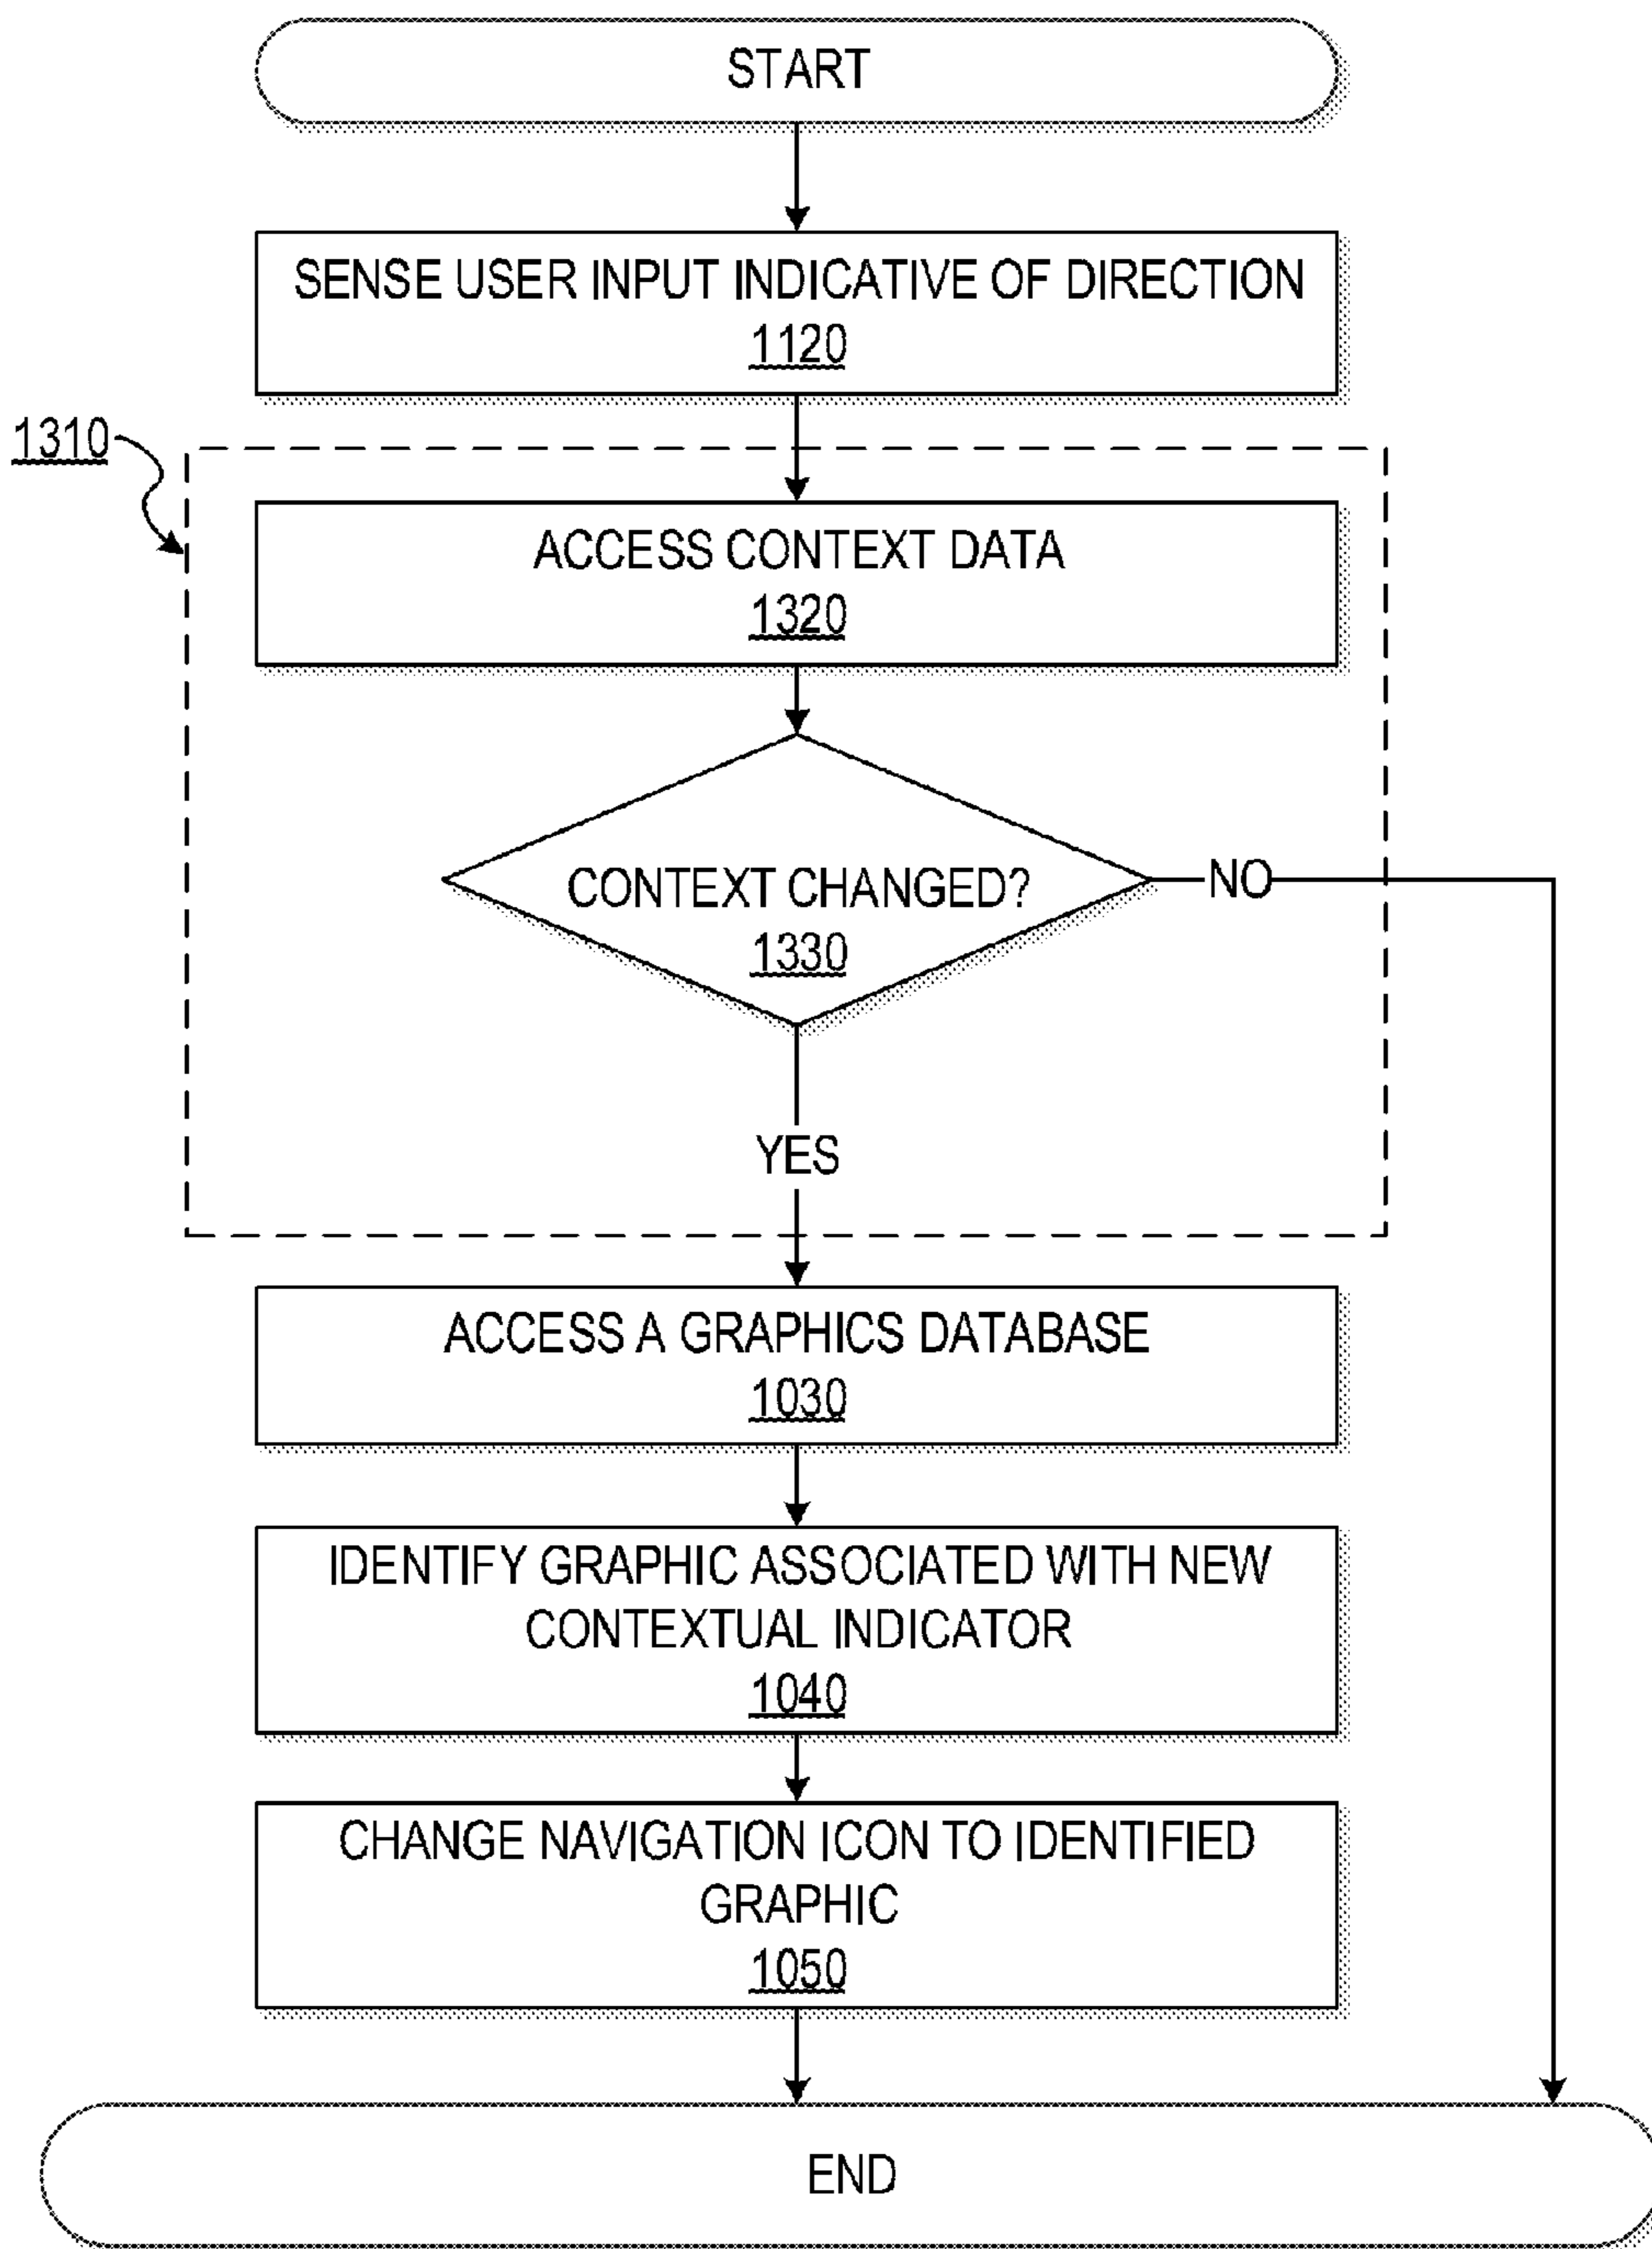 START
SENSE USER INPUT INDICATIVE OF DIRECTION
1120
1310
ACCESS CONTEXT DATA
1320
CONTEXT CHANGED?
1330
NO
YES
ACCESS A GRAPHICS DATABASE
1030
IDENTIFY GRAPHIC ASSOCIATED WITH NEW
CONTEXTUAL INDICATOR
1040
CHANGE NAVIGATION ICON TO IDENTIFIED
GRAPHIC
1050
END